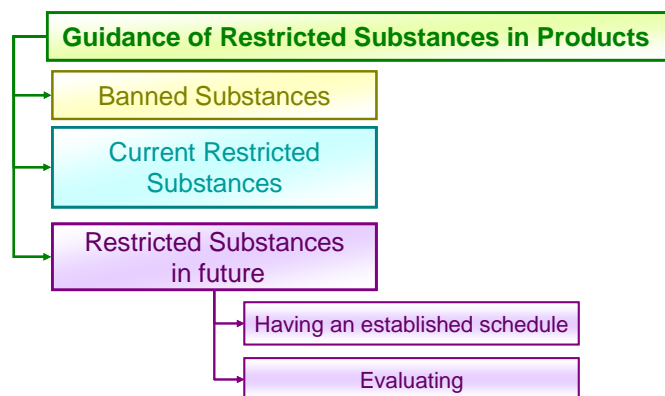 Guidance of Restricted Substances in Products
Banned Substances
Current Restricted
Substances
Restricted Substances
in future
Having an established schedule
Evaluating